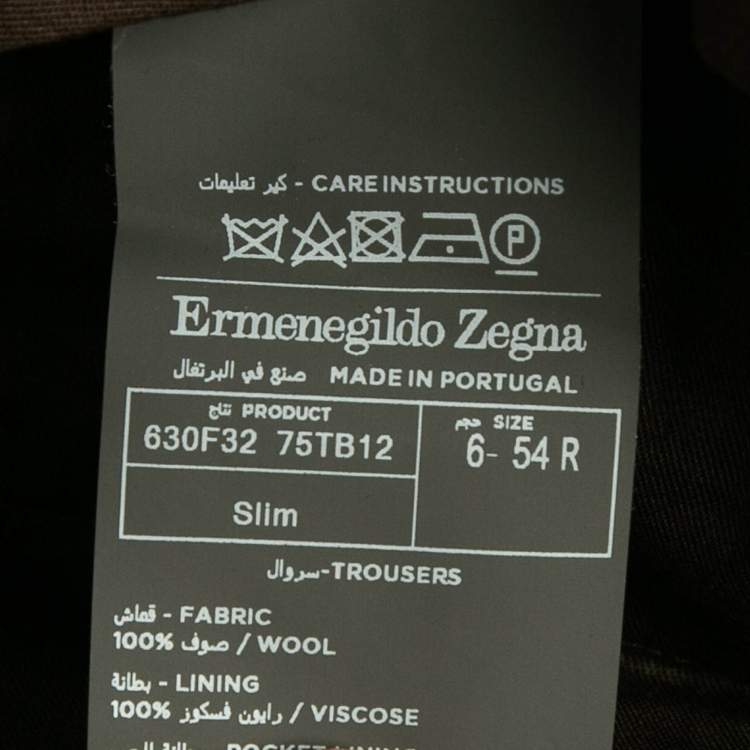 كير تعليمات - CARE INSTRUCTIONS
P
Ermenegildo Zegna
صنع في البرتغال MADE IN PORTUGAL
نتاج PRODUCT
630F32 75TB12
Slim
حجم SIZE
6- 54 R
سروال-TROUSERS
قماش - FABRIC
100% صوف / WOOL
بطانة - LINING
100% رايون فسكوز / VISCOSE